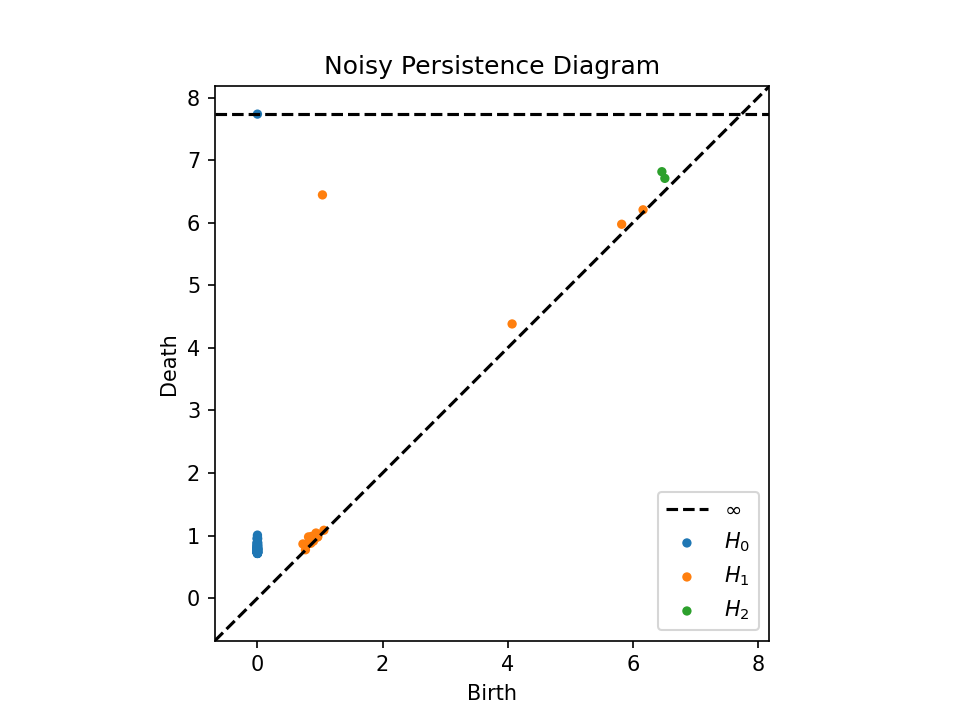 Noisy Persistence Diagram
Death
8
7
6
5
4
3
2
1
0
0 2 4 6 8
Birth
∞
H₀
H₁
H₂